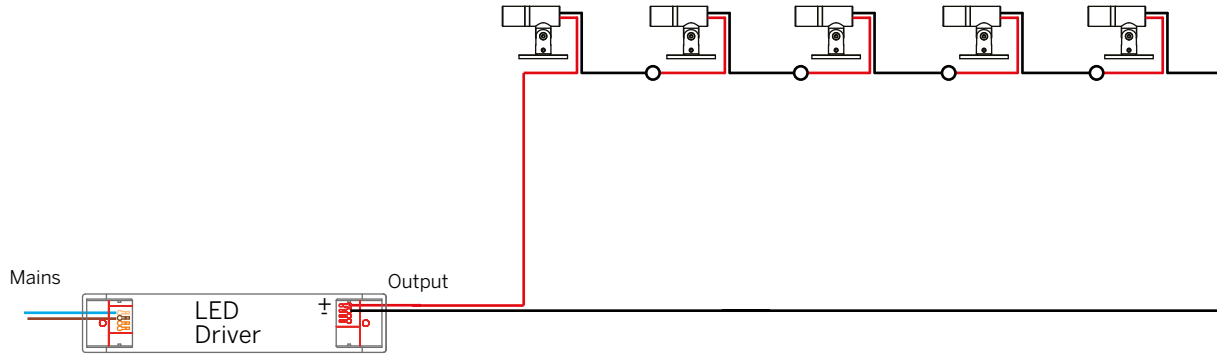 Mains
LED
Driver
+
-
Output